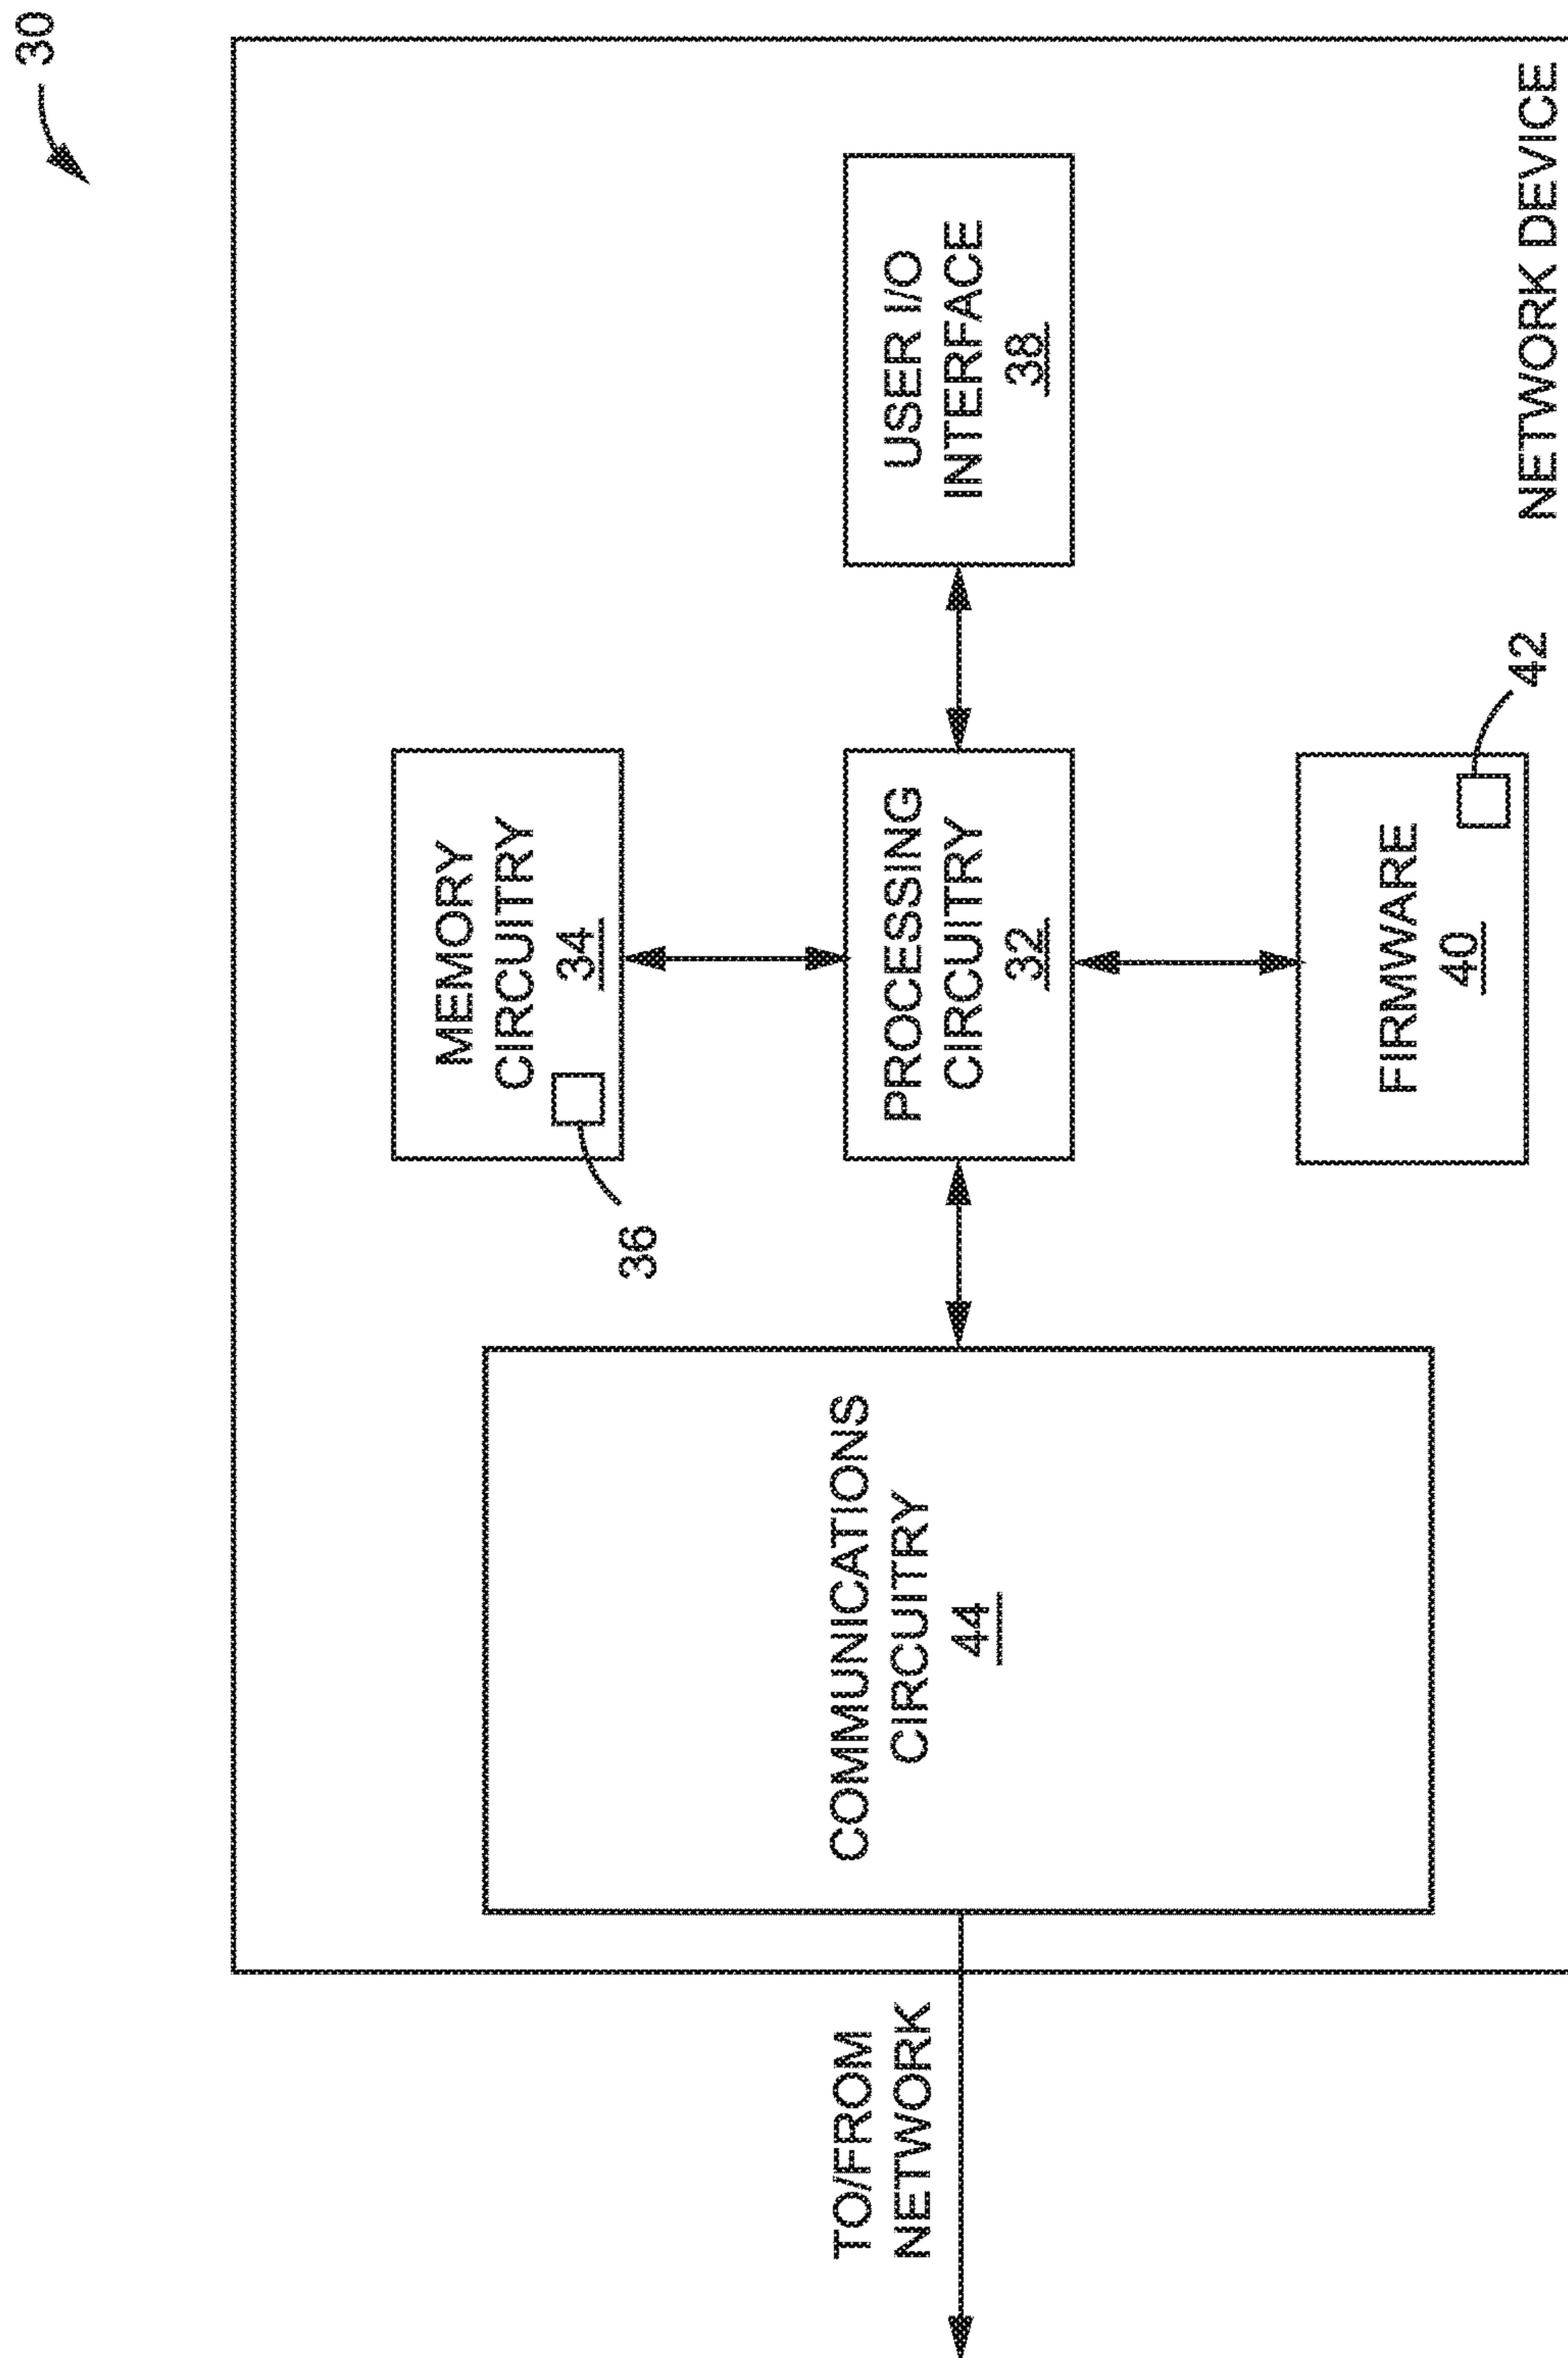 30
MEMORY
CIRCUITRY
34
36
COMMUNICATIONS
CIRCUITRY
44
PROCESSING
CIRCUITRY
32
USER I/O
INTERFACE
38
TO/FROM
NETWORK
FIRMWARE
40
42
NETWORK DEVICE